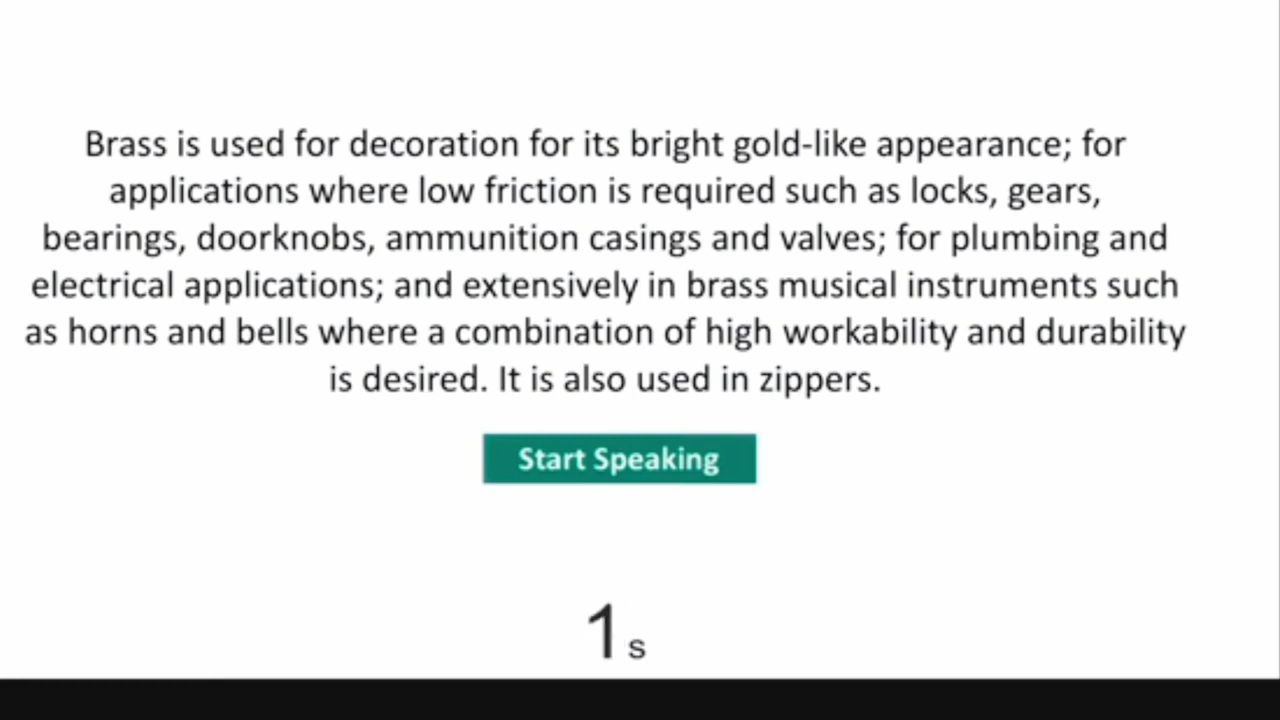 Brass is used for decoration for its bright gold-like appearance; for
applications where low friction is required such as locks, gears,
bearings, doorknobs, ammunition casings and valves; for plumbing and
electrical applications; and extensively in brass musical instruments such
as horns and bells where a combination of high workability and durability
is desired. It is also used in zippers.
Start Speaking
1 s